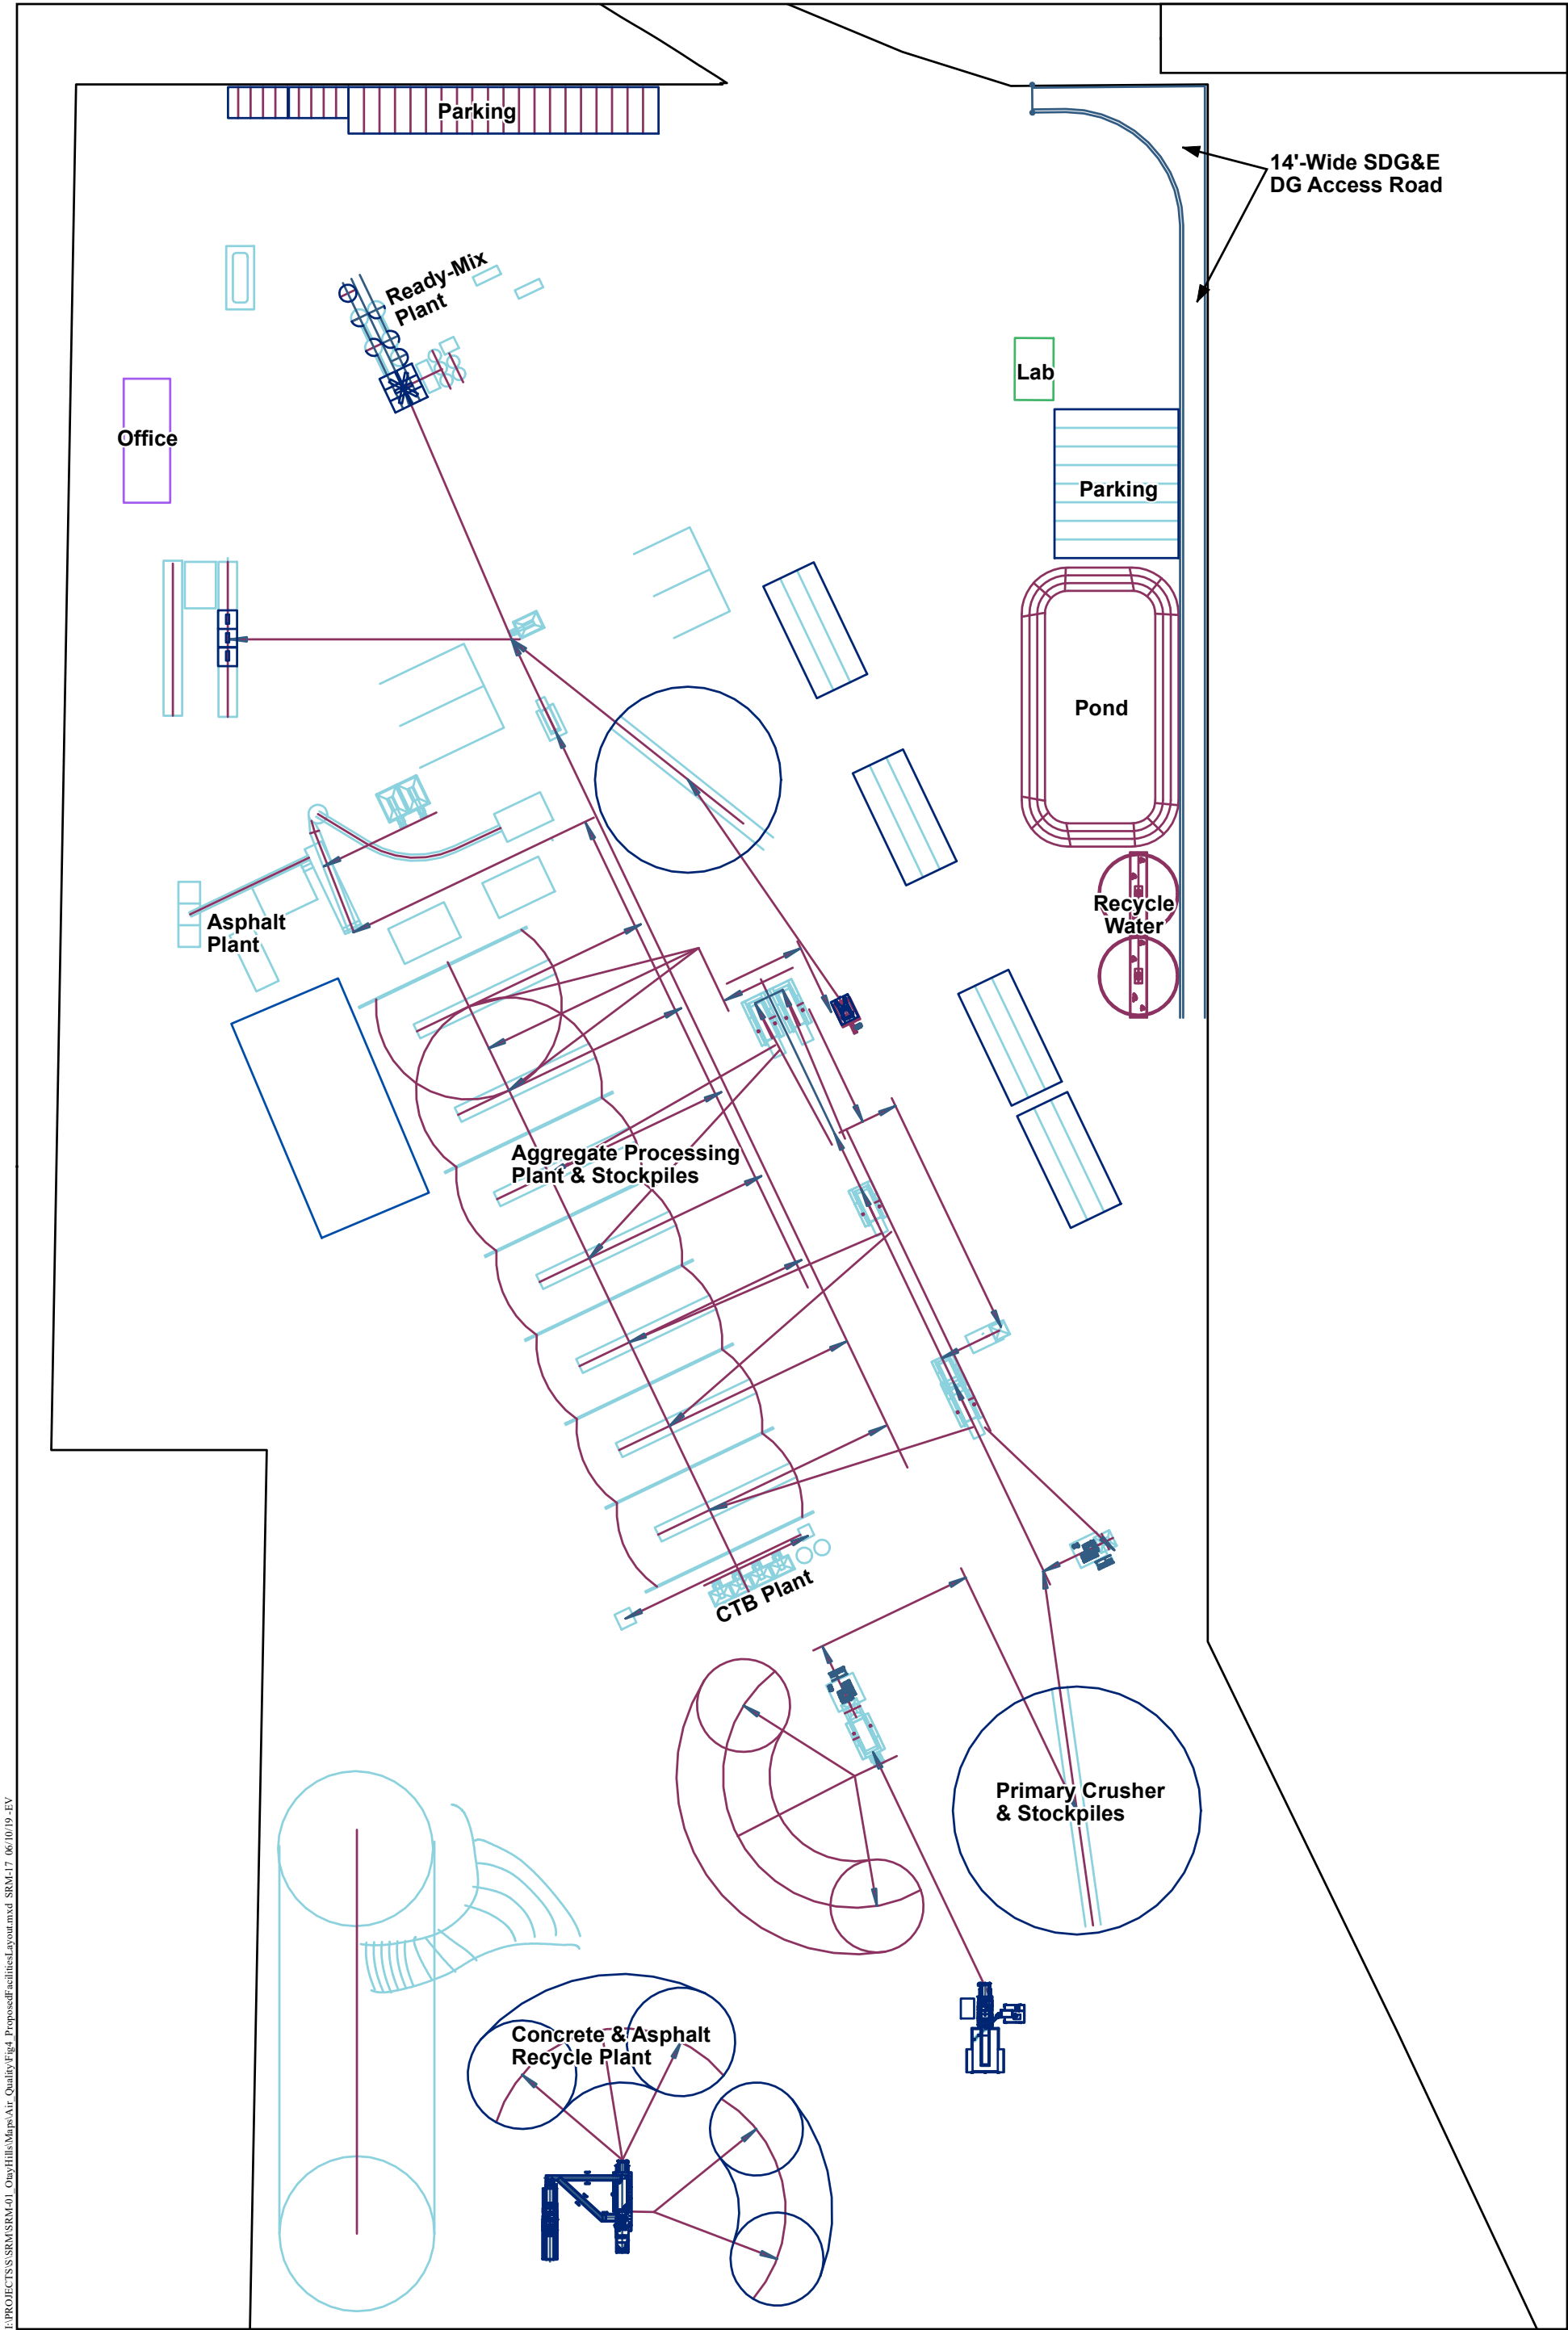 Parking
14'-Wide SDG&E
DG Access Road
Ready-Mix
Plant
Lab
Office
Parking
Pond
Recycle
Water
Asphalt
Plant
Aggregate Processing
Plant & Stockpiles
CTB Plant
Primary Crusher
& Stockpiles
Concrete & Asphalt
Recycle Plant
I:\PROJECTS\S\SRM\SRM-01_OtayHills\Maps\Air_Quality\Fig4_ProposedFacilitiesLayout.mxd SRM-17 06/10/19 -EV